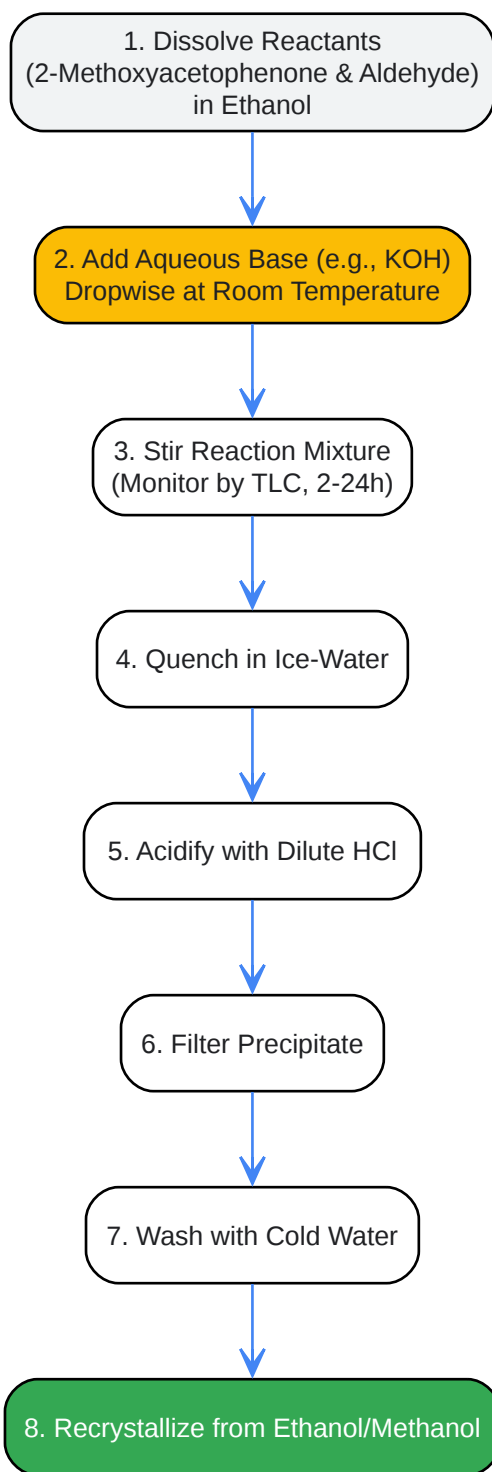 1. Dissolve Reactants
(2-Methoxyacetophenone & Aldehyde)
in Ethanol
2. Add Aqueous Base (e.g., KOH)
Dropwise at Room Temperature
3. Stir Reaction Mixture
(Monitor by TLC, 2-24h)
4. Quench in Ice-Water
5. Acidify with Dilute HCl
6. Filter Precipitate
7. Wash with Cold Water
8. Recrystallize from Ethanol/Methanol